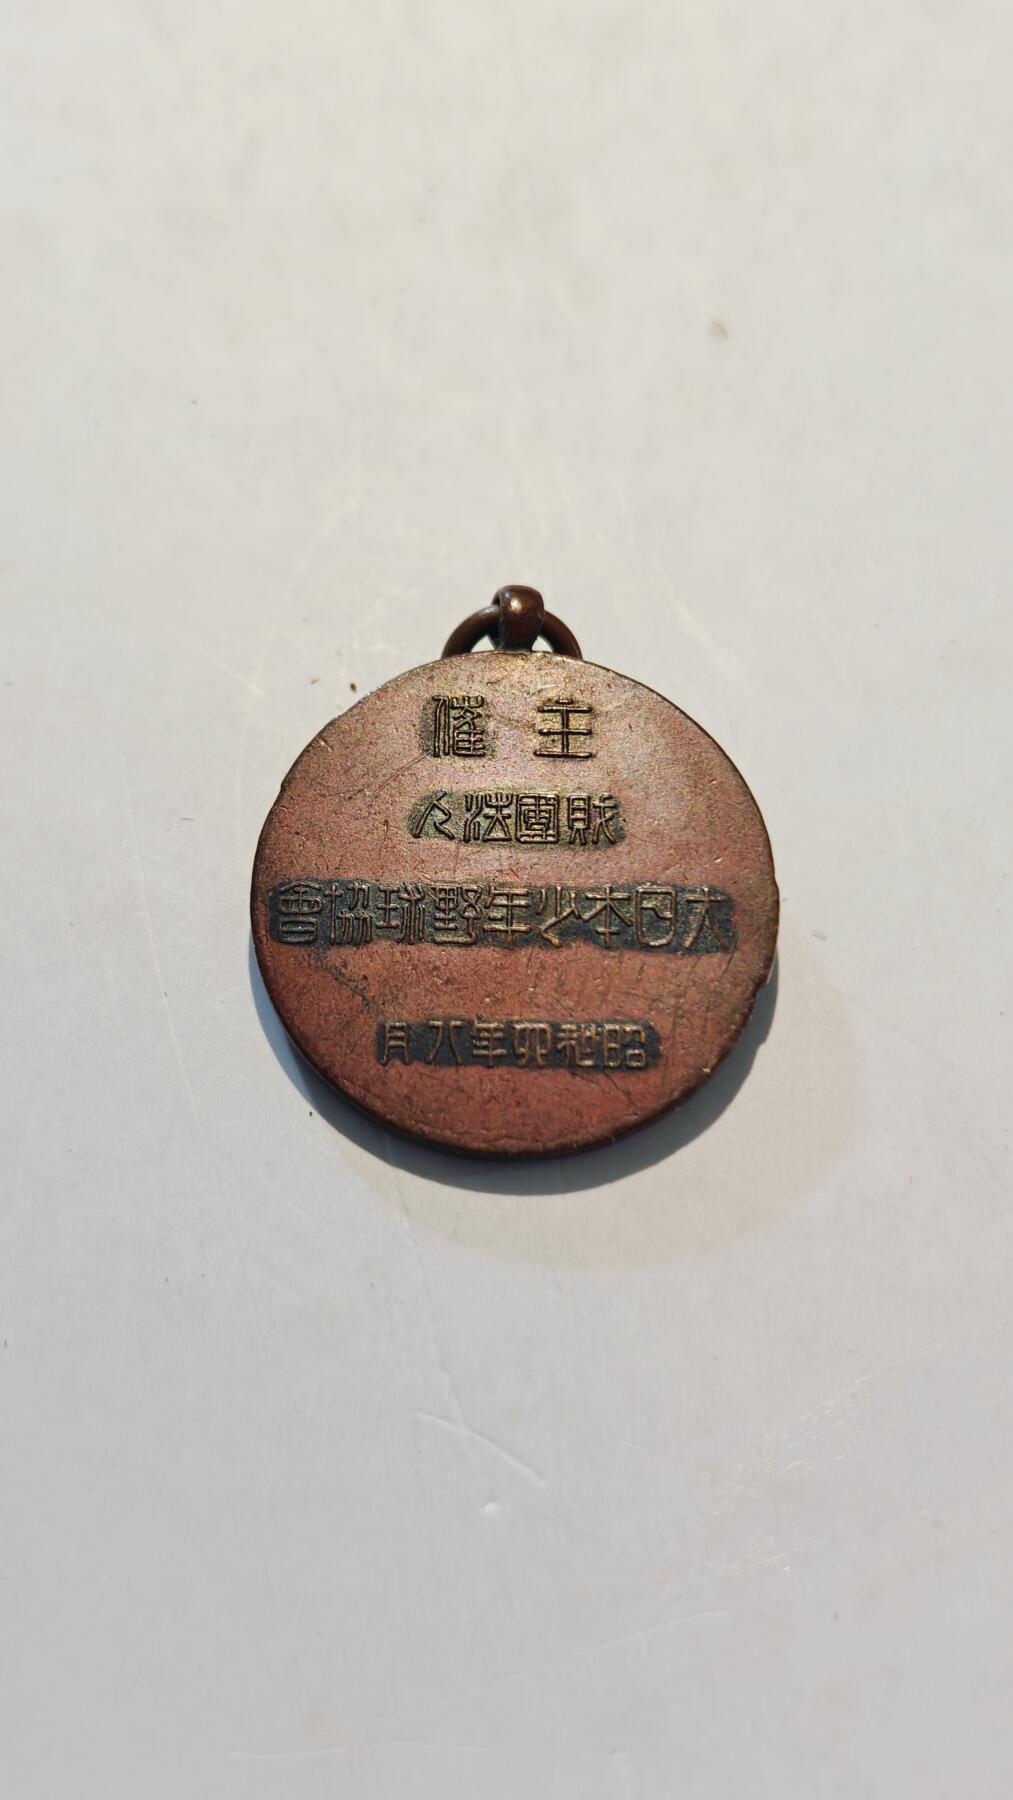 主催
財團法人
大日本少年野球協會
昭和四年八月